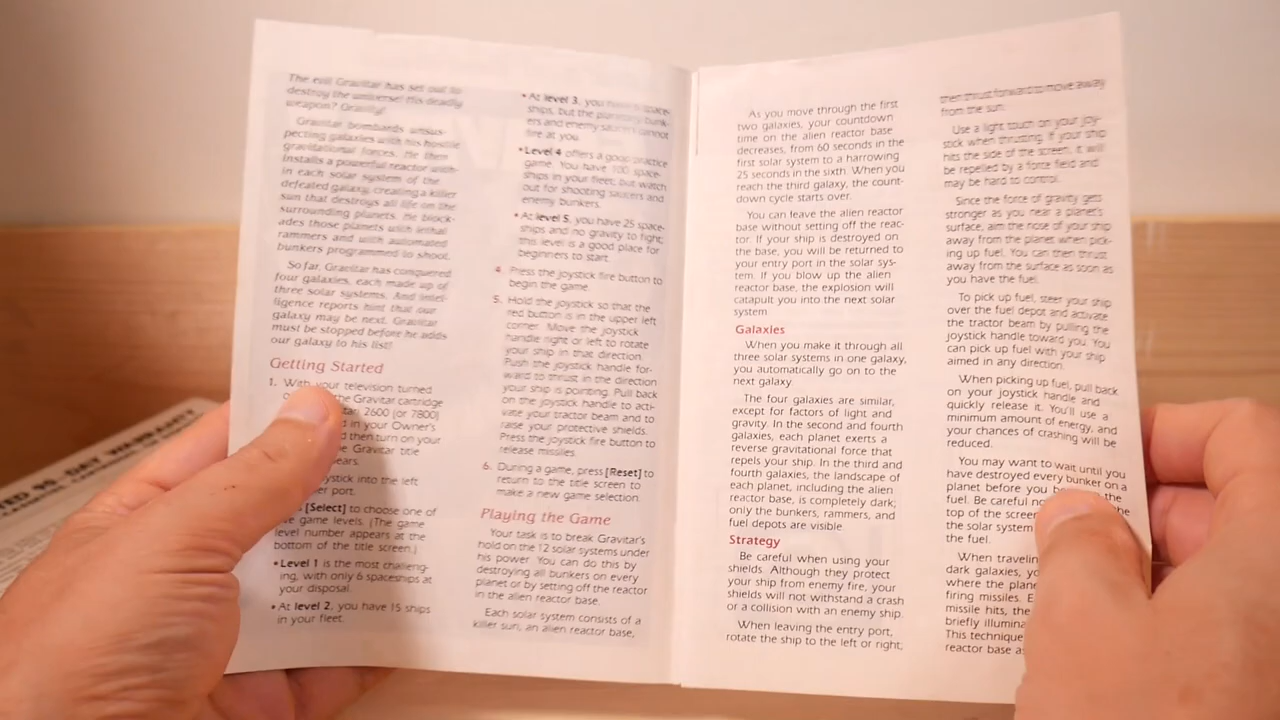 The evil Gravitar has set out to
destroy the universe! His deadly
weapon? Gravity!
Gravitar bombards unsus-
pecting galaxies with his hostile
gravitational forces. He then
installs a powerful reactor with-
in each solar system of the
defeated galaxy, creating a killer
sun that destroys all life on the
surrounding planets. He block-
ades those planets with lethal
rammers and with automated
bunkers programmed to shoot.
So far, Gravitar has conquered
four galaxies, each made up of
three solar systems. And intel-
ligence reports hint that our
galaxy may be next. Gravitar
must be stopped before he adds
our galaxy to his list!
Getting Started
1. With your television turned
the Gravitar cartridge
2600 (or 7800)
d in your Owner's
d then turn on your
e Gravitar title
ears.
ystick into the left
er port.
[Select] to choose one of
game levels. (The game
level number appears at the
bottom of the title screen.)
• Level 1 is the most challeng-
ing, with only 6 spaceships at
your disposal.
• At level 2, you have 15 ships
in your fleet.
• At level 3, you have 15 space-
ships, but the planetary bunk-
ers and enemy saucers cannot
fire at you.
• Level 4 offers a good practice
game. You have 100 space-
ships in your fleet, but watch
out for shooting saucers and
enemy bunkers.
• At level 5, you have 25 space-
ships and no gravity to fight;
this level is a good place for
beginners to start.
4. Press the joystick fire button to
begin the game.
5. Hold the joystick so that the
red button is in the upper left
corner. Move the joystick
handle right or left to rotate
your ship in that direction.
Push the joystick handle for-
ward to thrust in the direction
your ship is pointing. Pull back
on the joystick handle to acti-
vate your tractor beam and to
raise your protective shields.
Press the joystick fire button to
release missiles.
6. During a game, press [Reset] to
return to the title screen to
make a new game selection.
Playing the Game
Your task is to break Gravitar's
hold on the 12 solar systems under
his power. You can do this by
destroying all bunkers on every
planet or by setting off the reactor
in the alien reactor base.
Each solar system consists of a
killer sun, an alien reactor base,
As you move through the first
two galaxies, your countdown
time on the alien reactor base
decreases, from 60 seconds in the
first solar system to a harrowing
25 seconds in the sixth. When you
reach the third galaxy, the count-
down cycle starts over.
You can leave the alien reactor
base without setting off the reac-
tor. If your ship is destroyed on
the base, you will be returned to
your entry port in the solar sys-
tem. If you blow up the alien
reactor base, the explosion will
catapult you into the next solar
system.
Galaxies
When you make it through all
three solar systems in one galaxy,
you automatically go on to the
next galaxy.
The four galaxies are similar,
except for factors of light and
gravity. In the second and fourth
galaxies, each planet exerts a
reverse gravitational force that
repels your ship. In the third and
fourth galaxies, the landscape of
each planet, including the alien
reactor base, is completely dark;
only the bunkers, rammers, and
fuel depots are visible.
Strategy
Be careful when using your
shields. Although they protect
your ship from enemy fire, your
shields will not withstand a crash
or a collision with an enemy ship.
When leaving the entry port,
rotate the ship to the left or right;
then thrust forward to move away
from the sun.
Use a light touch on your joy-
stick when thrusting. If your ship
hits the side of the screen, it will
be repelled by a force field and
may be hard to control.
Since the force of gravity gets
stronger as you near a planet's
surface, aim the nose of your ship
away from the planet when pick-
ing up fuel. You can then thrust
away from the surface as soon as
you have the fuel.
To pick up fuel, steer your ship
over the fuel depot and activate
the tractor beam by pulling the
joystick handle toward you. You
can pick up fuel with your ship
aimed in any direction.
When picking up fuel, pull back
on your joystick handle and
quickly release it. You'll use a
minimum amount of energy, and
your chances of crashing will be
reduced.
You may want to wait until you
have destroyed every bunker on a
planet before you the
fuel. Be careful the
top of the screen
the solar system
the fuel.
When travelin
dark galaxies, yo
where the plane
firing missiles. E
missile hits, the
briefly illumina
This technique
reactor base as